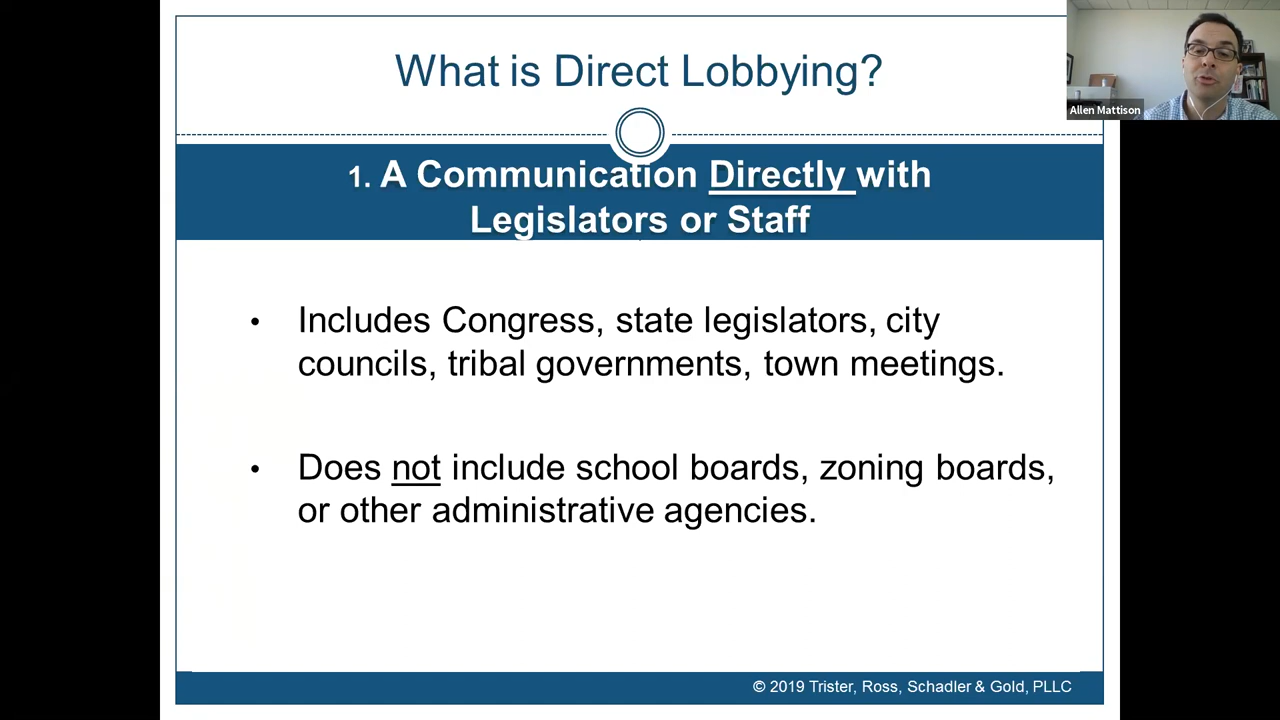 What is Direct Lobbying?
Allen Mattison
1. A Communication Directly with
Legislators or Staff
• Includes Congress, state legislators, city
councils, tribal governments, town meetings.
• Does not include school boards, zoning boards,
or other administrative agencies.
© 2019 Trister, Ross, Schadler & Gold, PLLC